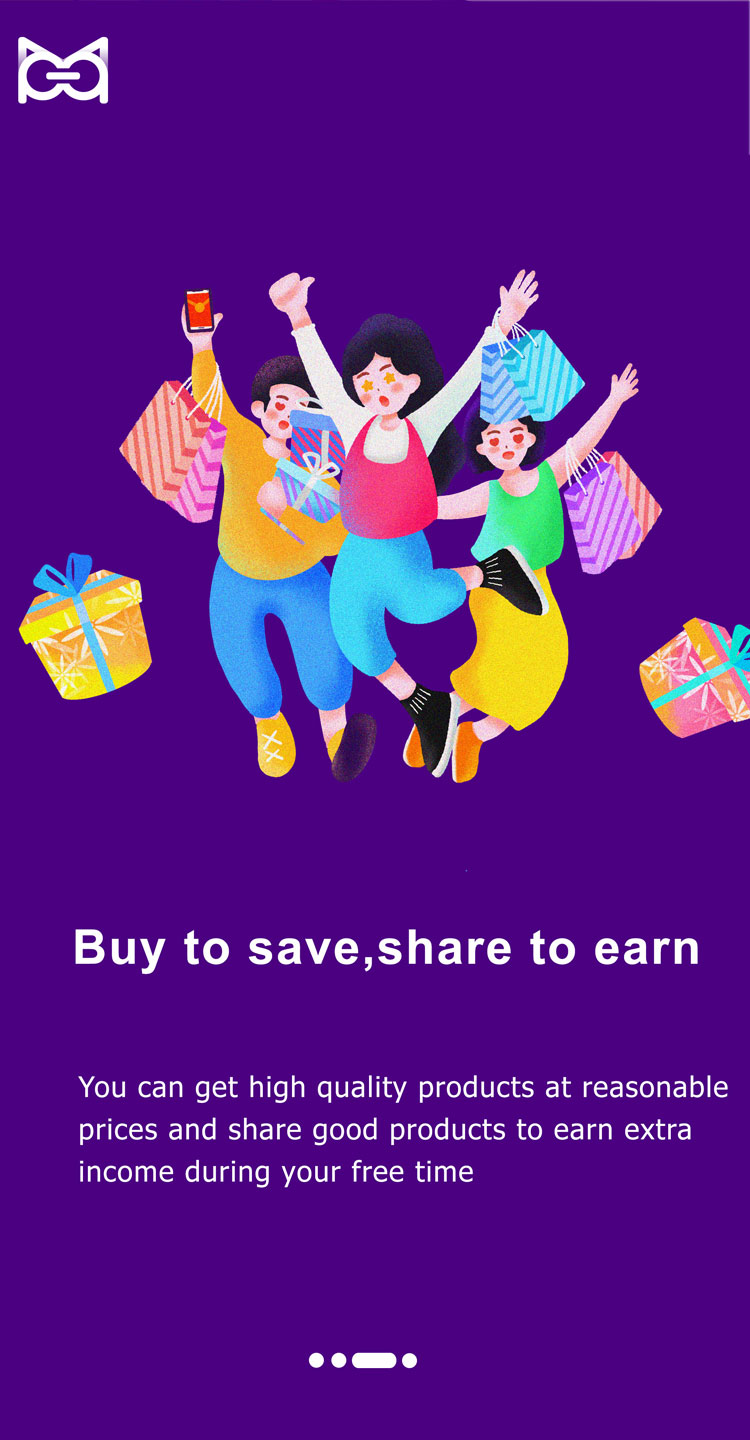 Buy to save,share to earn
You can get high quality products at reasonable
prices and share good products to earn extra
income during your free time